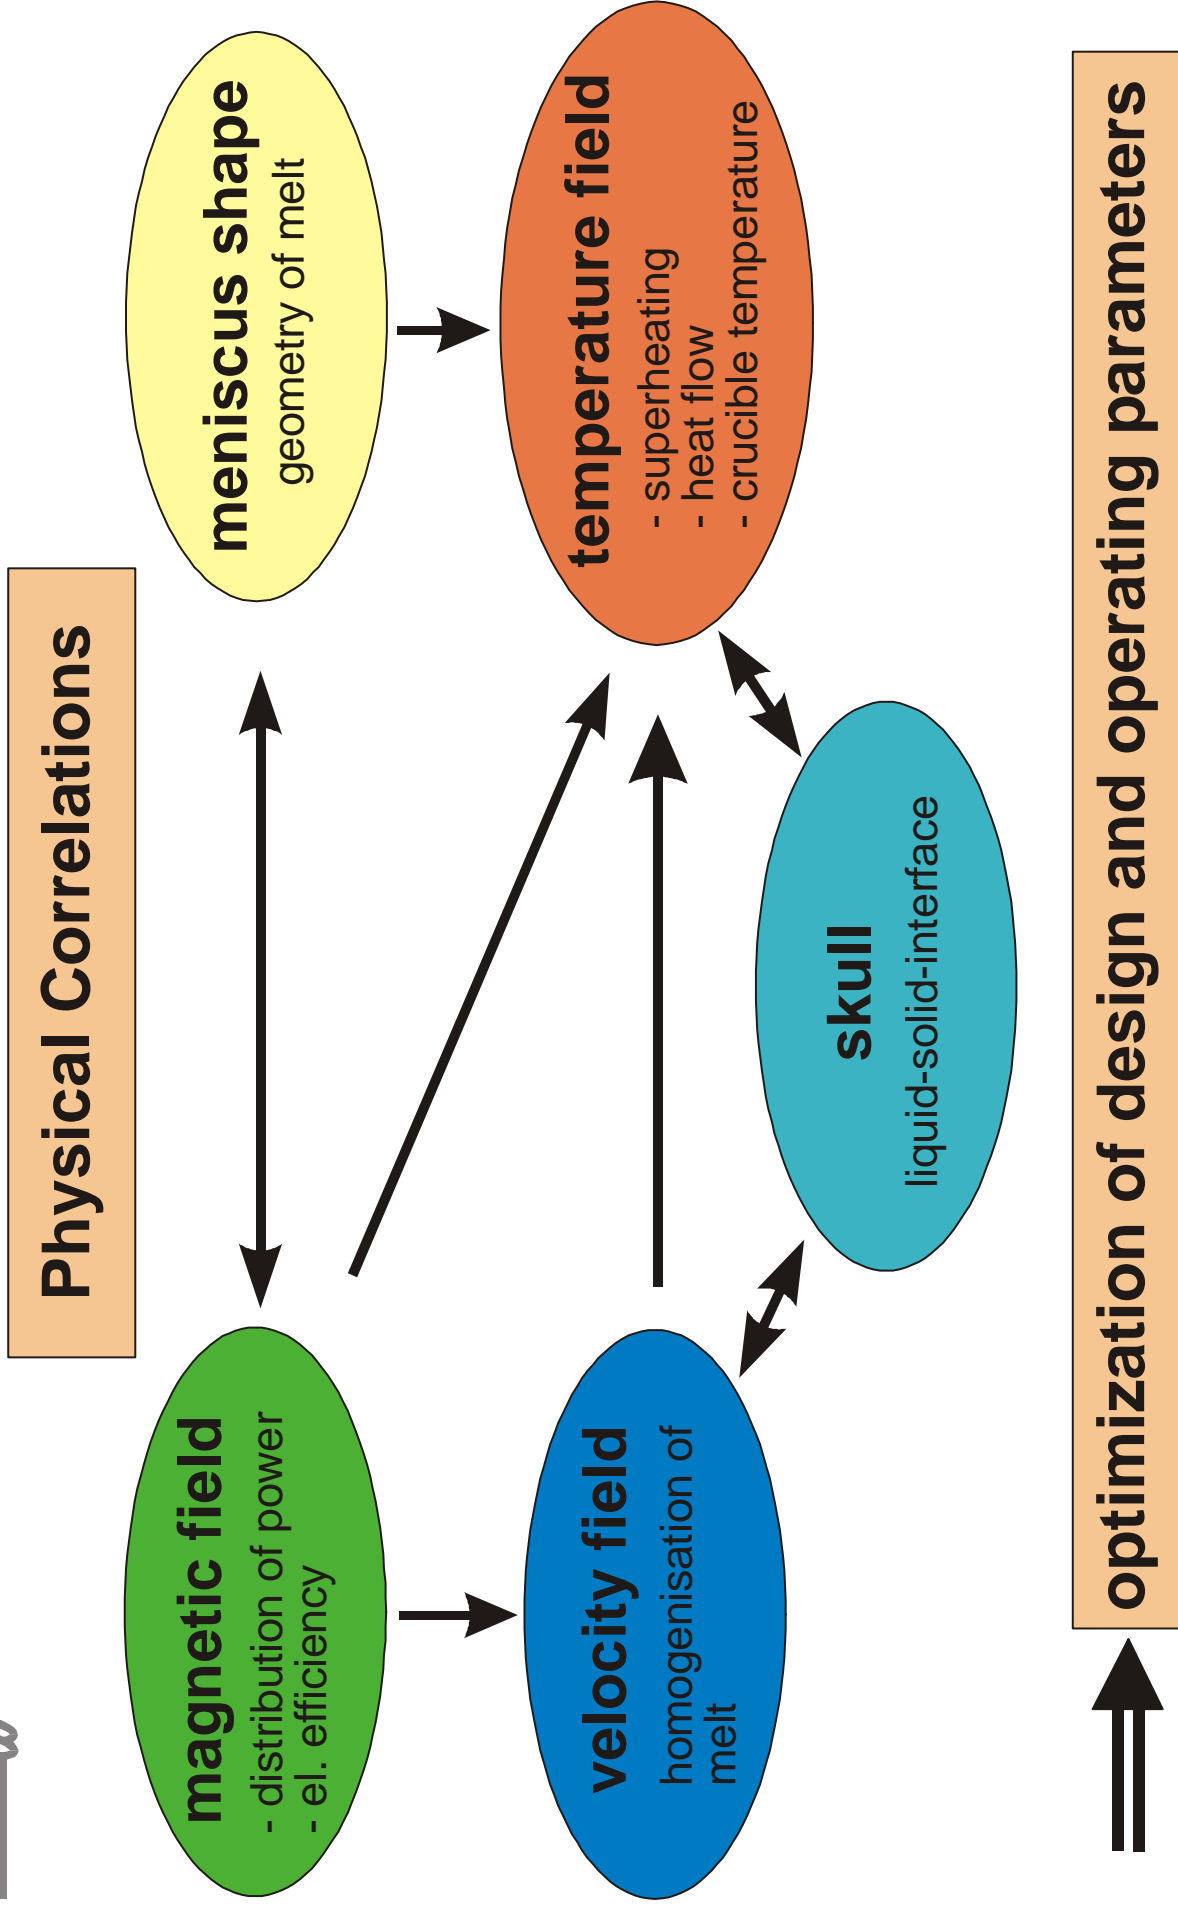 Physical Correlations
magnetic field
- distribution of power
- el. efficiency
meniscus shape
geometry of melt
velocity field
homogenisation of
melt
temperature field
- superheating
- heat flow
- crucible temperature
skull
liquid-solid-interface
optimization of design and operating parameters